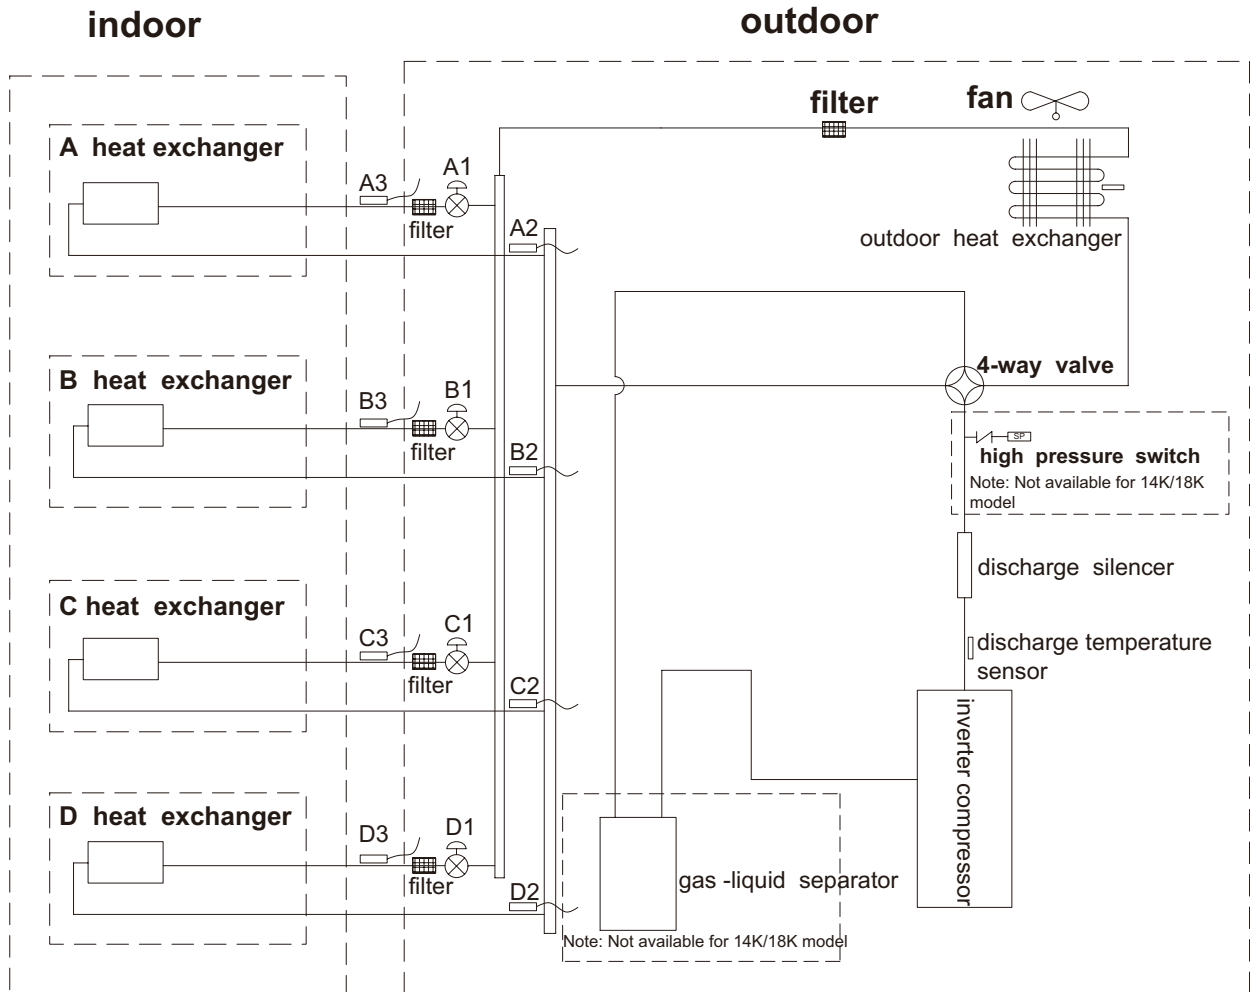 indoor
outdoor
filter
fan
A heat exchanger
A3
A1
filter
A2
outdoor heat exchanger
B heat exchanger
B3
B1
filter
B2
4-way valve
SP
high pressure switch
Note: Not available for 14K/18K
model
discharge silencer
C heat exchanger
C3
C1
filter
C2
discharge temperature
sensor
inverter compressor
D heat exchanger
D3
D1
filter
D2
gas -liquid separator
Note: Not available for 14K/18K model